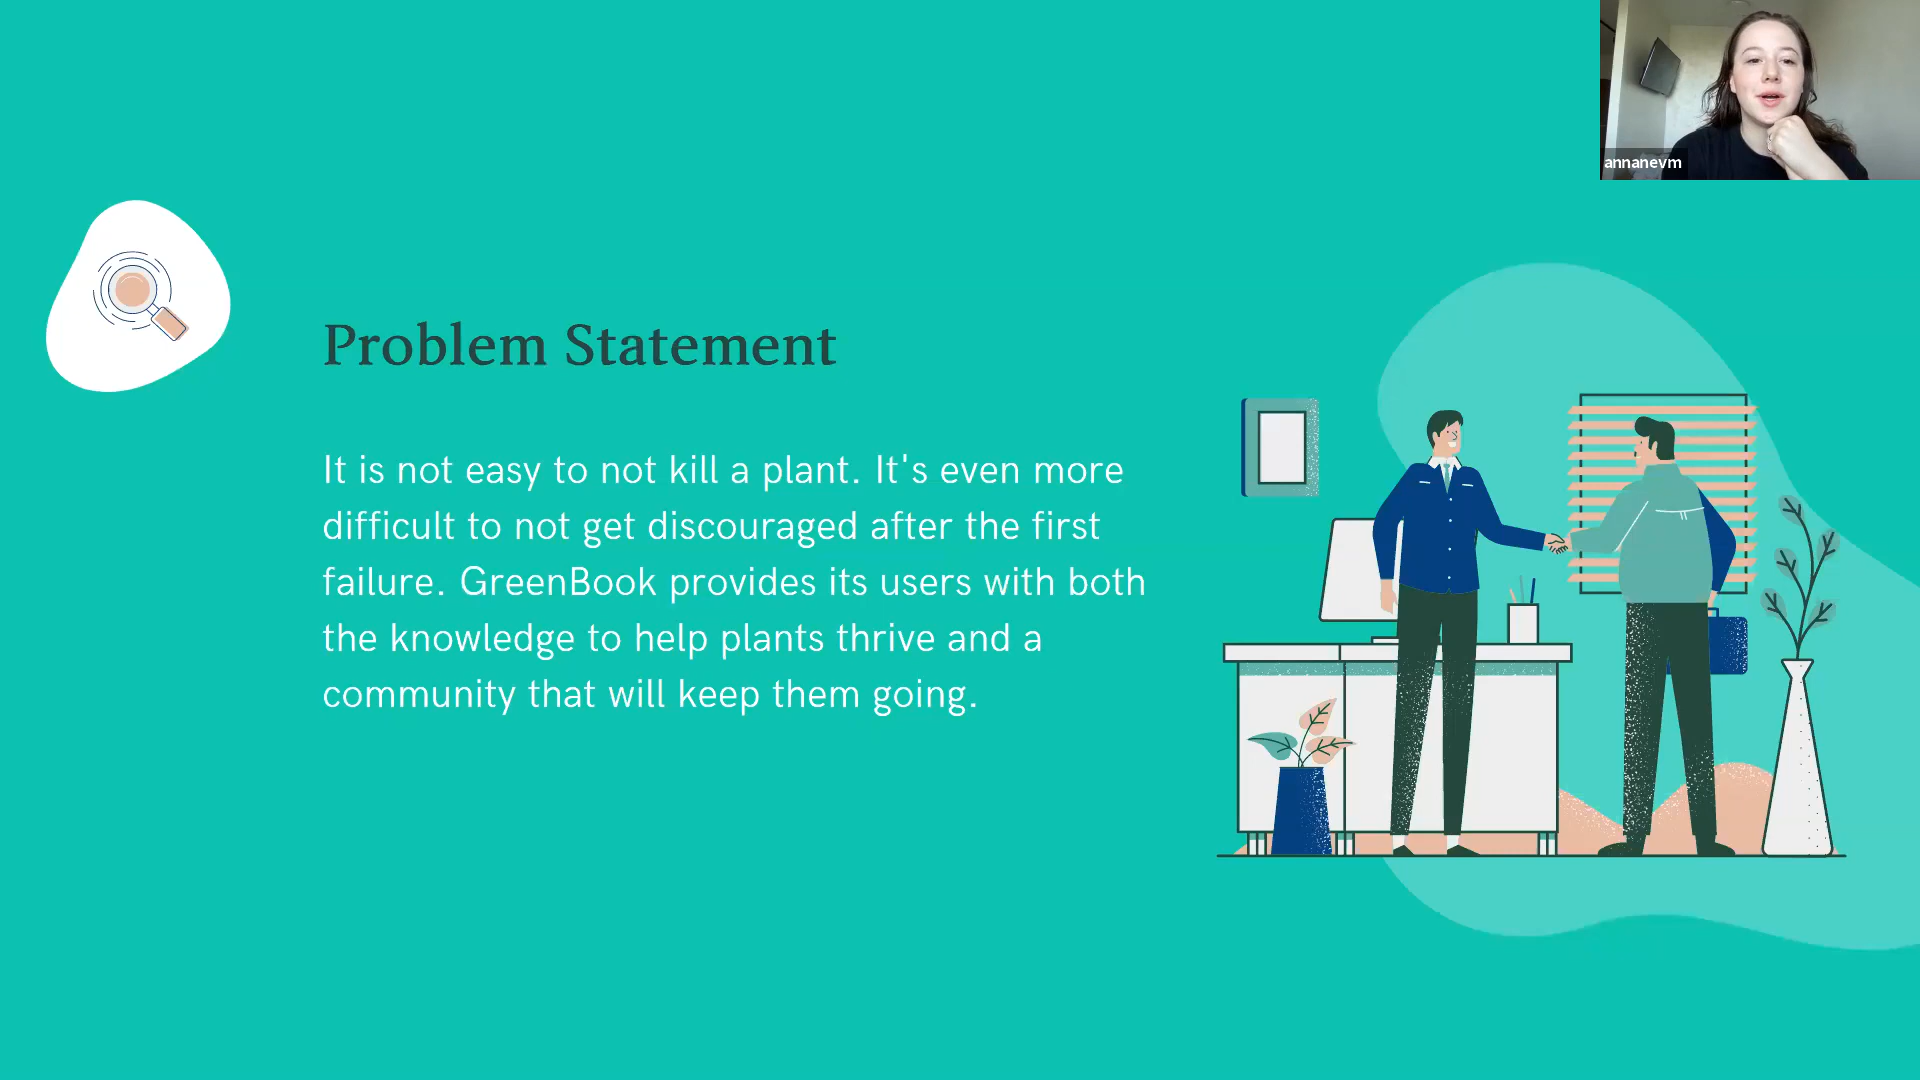 annanevm
Problem Statement
It is not easy to not kill a plant. It's even more
difficult to not get discouraged after the first
failure. GreenBook provides its users with both
the knowledge to help plants thrive and a
community that will keep them going.